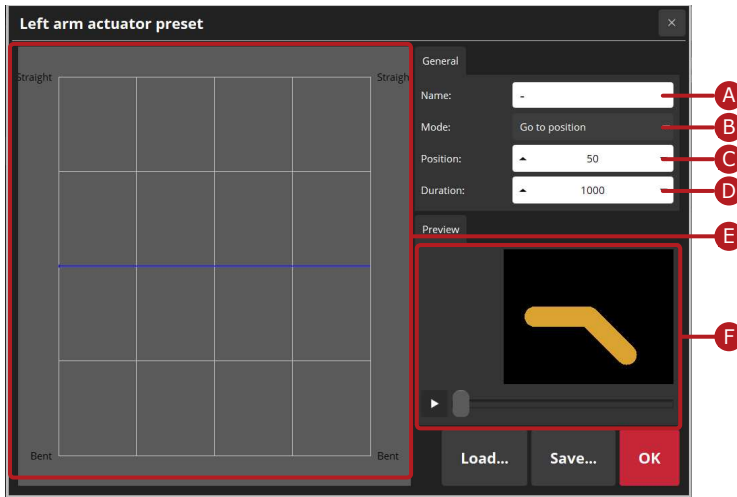 Left arm actuator preset
×
Straight
Straigh
Bent
Bent
General
Name: -
Mode: Go to position
Position: 50
Duration: 1000
Preview
Load...
Save...
OK
A
B
C
D
E
F